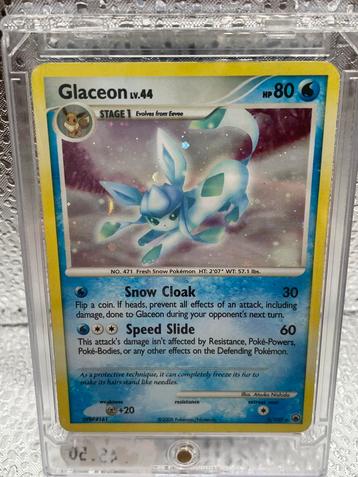 Glaceon LV.44 HP 80
STAGE 1 Evolves from Eevee
NO. 471 Fresh Snow Pokémon HT: 2'07" WT: 57.1 lbs.
Snow Cloak 30
Flip a coin. If heads, prevent all effects of an attack, including
damage, done to Glaceon during your opponent's next turn.
Speed Slide 60
This attack's damage isn't affected by Resistance, Poké-Powers,
Poké-Bodies, or any other effects on the Defending Pokémon.
As a protective technique, it can completely freeze its fur to
make its hairs stand like needles.
Illus. Atsuko Nishida
weakness resistance retreat cost
+20